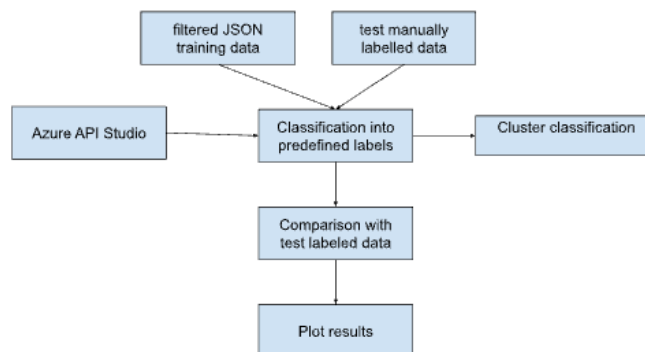 filtered JSON
training data
test manually
labelled data
Azure API Studio
Classification into
predefined labels
Cluster classification
Comparison with
test labeled data
Plot results